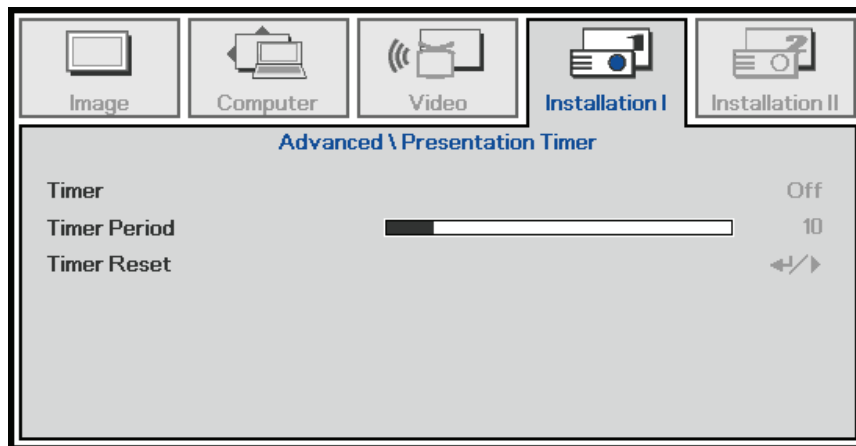 Image Computer Video Installation I Installation II
Advanced \ Presentation Timer
Timer Off
Timer Period 10
Timer Reset